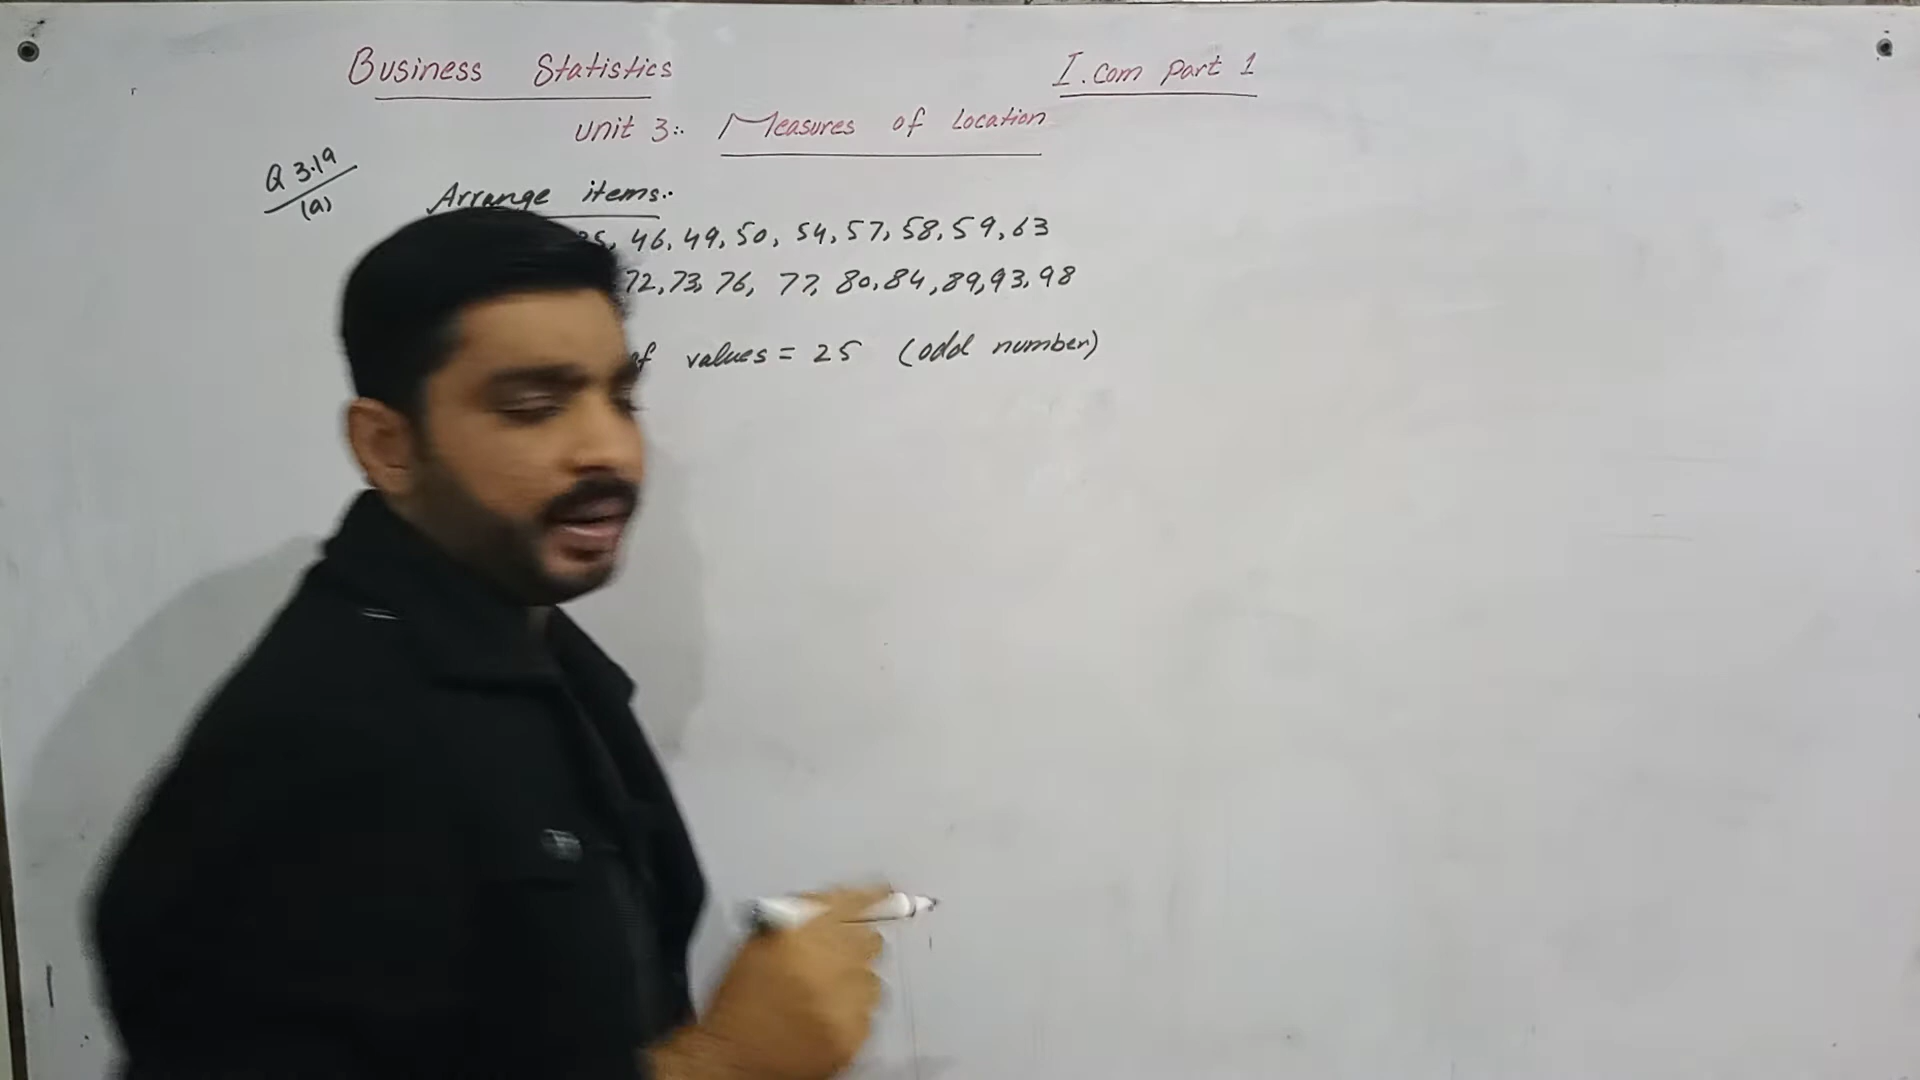 Business Statistics I.Com Part 1
Unit 3:. Measures of Location
Q 3.19
(a)
Arrange items:.
46, 49, 50, 54, 57, 58, 59, 63
72, 73, 76, 77, 80, 84, 89, 93, 98
of values = 25 (odd number)